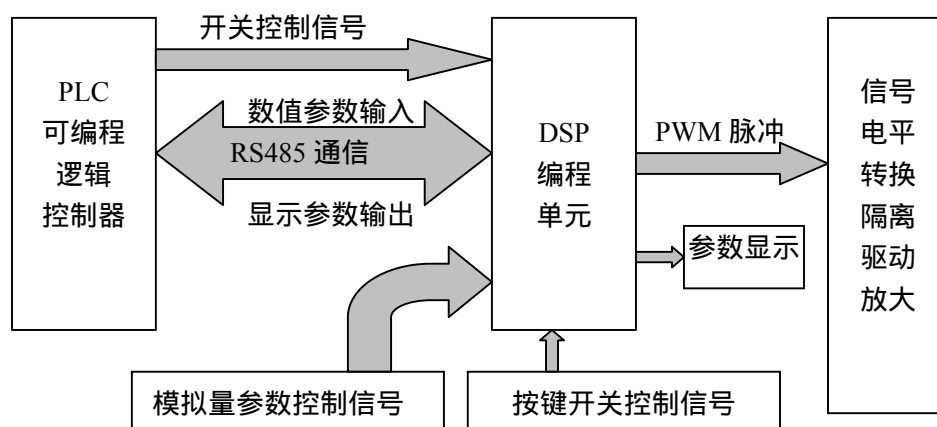 开关控制信号
PLC
可编程
逻辑
控制器
数值参数输入
RS485 通信
显示参数输出
DSP
编程
单元
PWM 脉冲
参数显示
信号
电平
转换
隔离
驱动
放大
模拟量参数控制信号
按键开关控制信号